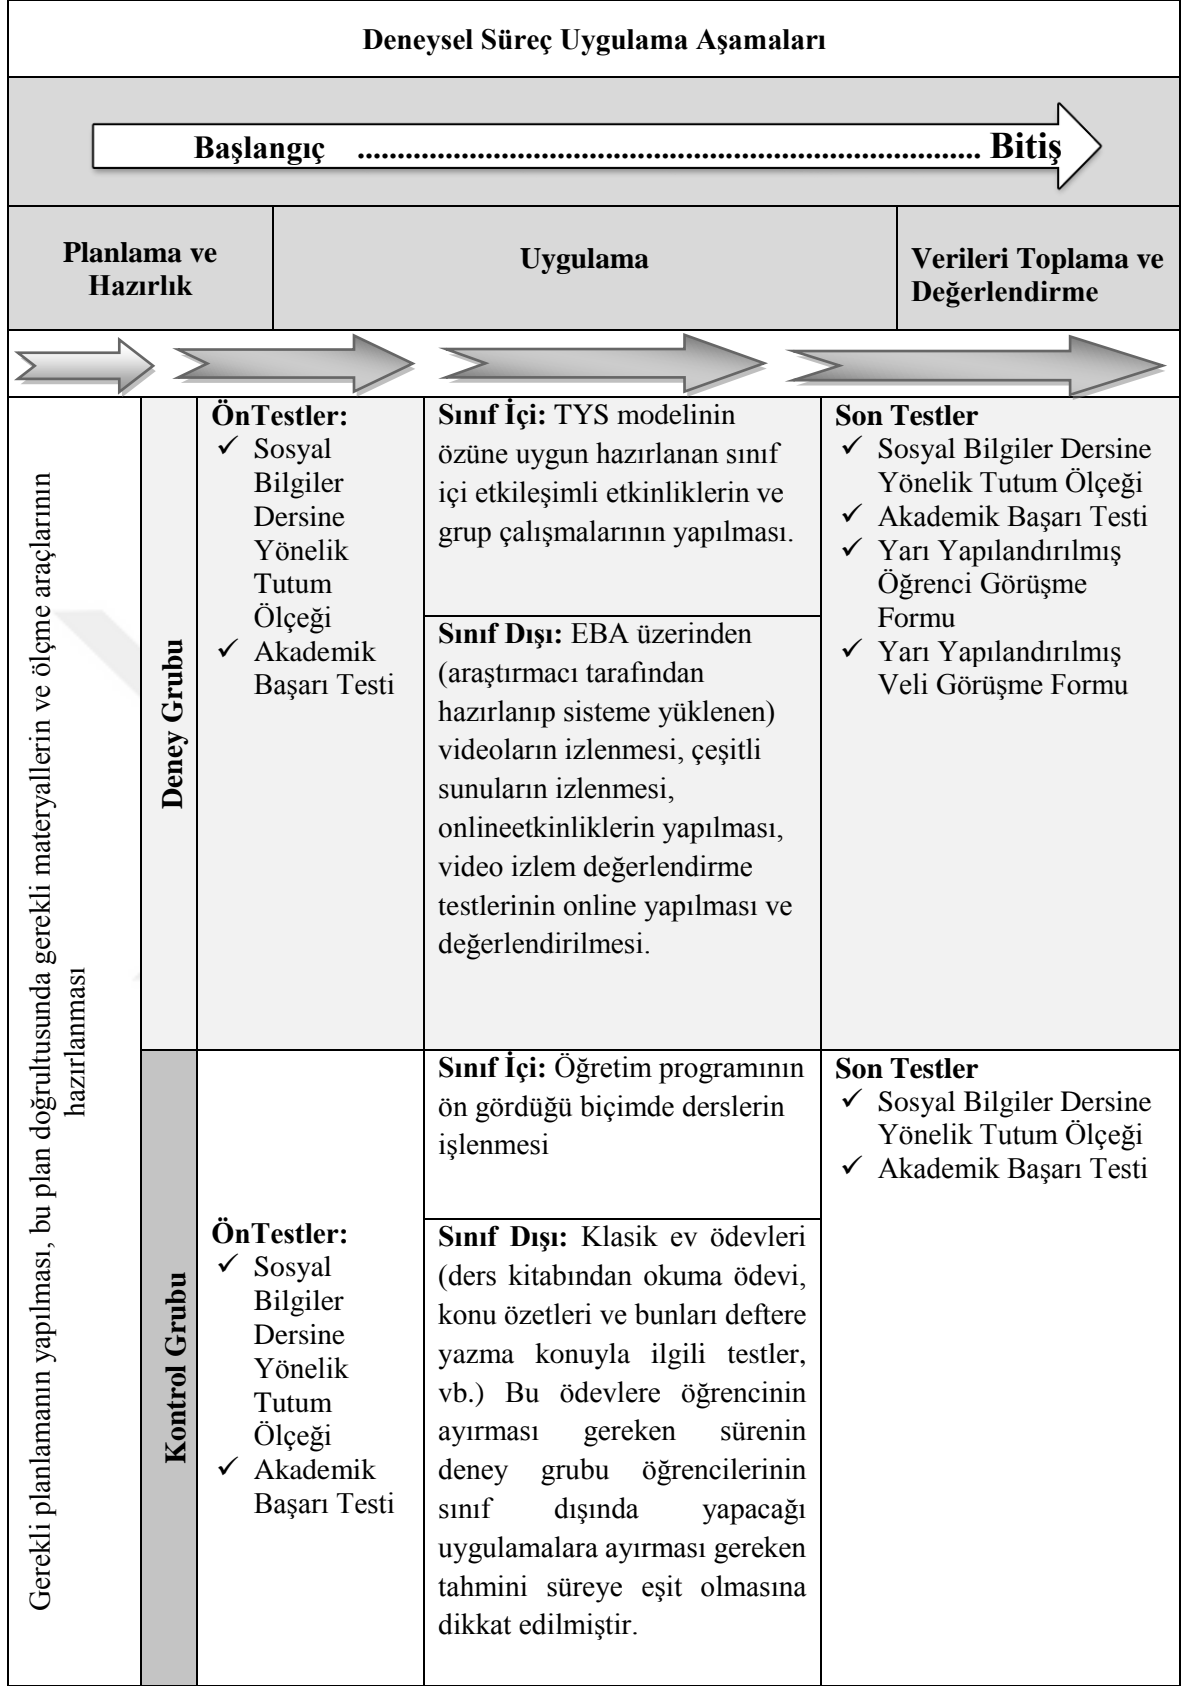 Deneysel Süreç Uygulama Aşamaları
Başlangıç .............................................................................. Bitiş
Planlama ve
Hazırlık
Uygulama
Verileri Toplama ve
Değerlendirme
Gerekli planlamanın yapılması, bu plan doğrultusunda gerekli materyallerin ve ölçme araçlarının
hazırlanması
Deney Grubu
ÖnTestler:
✓ Sosyal
Bilgiler
Dersine
Yönelik
Tutum
Ölçeği
✓ Akademik
Başarı Testi
Sınıf İçi: TYS modelinin
özüne uygun hazırlanan sınıf
içi etkileşimli etkinliklerin ve
grup çalışmalarının yapılması.
Sınıf Dışı: EBA üzerinden
(araştırmacı tarafından
hazırlanıp sisteme yüklenen)
videoların izlenmesi, çeşitli
sunuların izlenmesi,
onlineetkinliklerin yapılması,
video izlem değerlendirme
testlerinin online yapılması ve
değerlendirilmesi.
Son Testler
✓ Sosyal Bilgiler Dersine
Yönelik Tutum Ölçeği
✓ Akademik Başarı Testi
✓ Yarı Yapılandırılmış
Öğrenci Görüşme
Formu
✓ Yarı Yapılandırılmış
Veli Görüşme Formu
Kontrol Grubu
ÖnTestler:
✓ Sosyal
Bilgiler
Dersine
Yönelik
Tutum
Ölçeği
✓ Akademik
Başarı Testi
Sınıf İçi: Öğretim programının
ön gördüğü biçimde derslerin
işlenmesi
Sınıf Dışı: Klasik ev ödevleri
(ders kitabından okuma ödevi,
konu özetleri ve bunları deftere
yazma konuyla ilgili testler,
vb.) Bu ödevlere öğrencinin
ayırması gereken sürenin
deney grubu öğrencilerinin
sınıf dışında yapacağı
uygulamalara ayırması gereken
tahmini süreye eşit olmasına
dikkat edilmiştir.
Son Testler
✓ Sosyal Bilgiler Dersine
Yönelik Tutum Ölçeği
✓ Akademik Başarı Testi